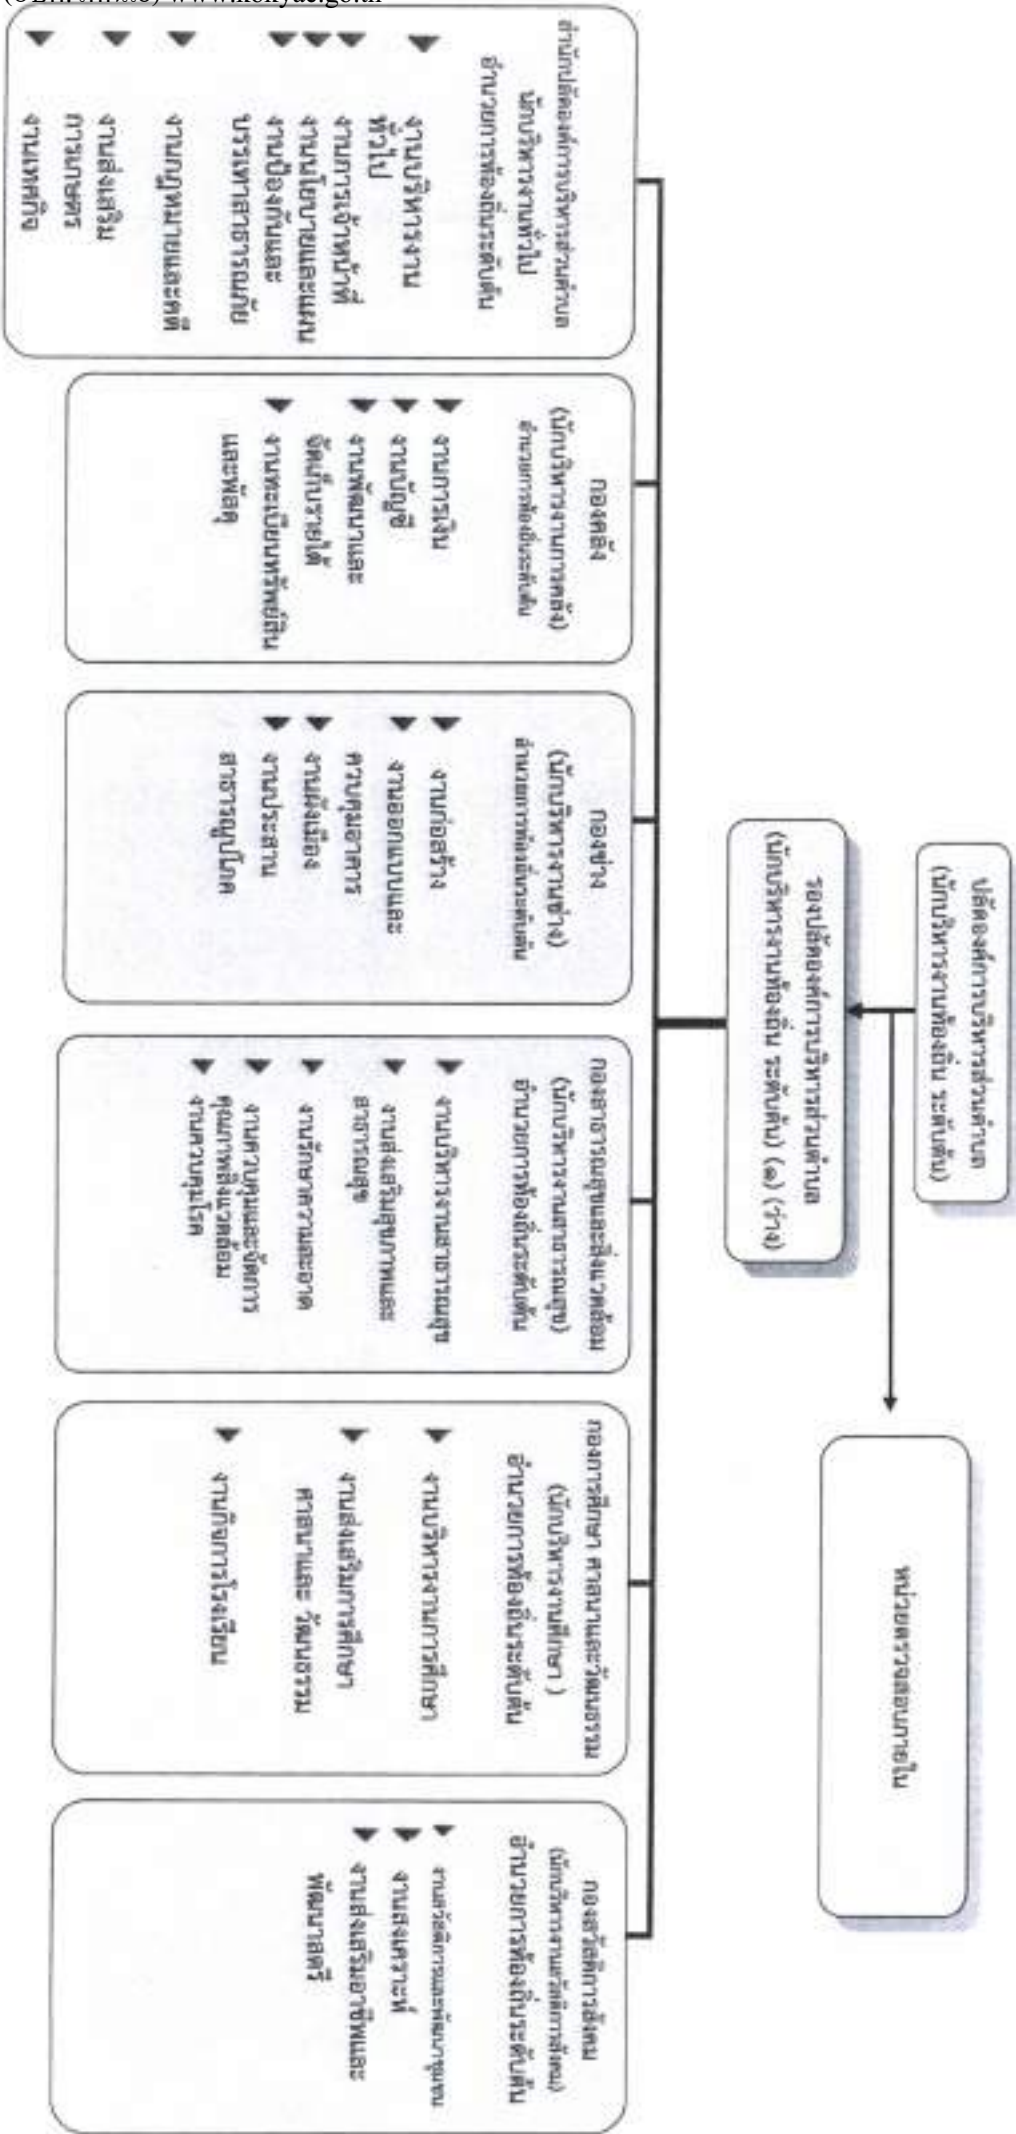 www.kokyae.go.th
ปลัดองค์การบริหารส่วนตำบล
(นักบริหารงานท้องถิ่น ระดับต้น)
รองปลัดองค์การบริหารส่วนตำบล
(นักบริหารงานท้องถิ่น ระดับต้น) (๑) (ว่าง)
หน่วยตรวจสอบภายใน
สำนักปลัดองค์การบริหารส่วนตำบล
นักบริหารงานทั่วไป
อำนวยการท้องถิ่นระดับต้น
งานบริหารงาน
ทั่วไป
งานการเจ้าหน้าที่
งานนโยบายและแผน
งานป้องกันและ
บรรเทาสาธารณภัย
งานกฎหมายและคดี
งานส่งเสริม
การเกษตร
งานเทศกิจ
กองคลัง
(นักบริหารงานการคลัง)
อำนวยการท้องถิ่นระดับต้น
งานการเงิน
งานบัญชี
งานพัฒนาและ
จัดเก็บรายได้
งานทะเบียนทรัพย์สิน
และพัสดุ
กองช่าง
(นักบริหารงานช่าง)
อำนวยการท้องถิ่นระดับต้น
งานก่อสร้าง
งานออกแบบและ
ควบคุมอาคาร
งานผังเมือง
งานประสาน
สาธารณูปโภค
กองสาธารณสุขและสิ่งแวดล้อม
(นักบริหารงานสาธารณสุข)
อำนวยการท้องถิ่นระดับต้น
งานบริหารงานสาธารณสุข
งานส่งเสริมสุขภาพและ
สาธารณสุข
งานรักษาความสะอาด
งานควบคุมและจัดการ
คุณภาพสิ่งแวดล้อม
งานควบคุมโรค
กองการศึกษา ศาสนาและวัฒนธรรม
(นักบริหารงานศึกษา )
อำนวยการท้องถิ่นระดับต้น
งานบริหารงานการศึกษา
งานส่งเสริมการศึกษา
ศาสนาและ วัฒนธรรม
งานกิจการโรงเรียน
กองสวัสดิการสังคม
(นักบริหารงานสวัสดิการสังคม)
อำนวยการท้องถิ่นระดับต้น
งานสวัสดิการและพัฒนาชุมชน
งานสังเคราะห์
งานส่งเสริมอาชีพและ
พัฒนาสตรี